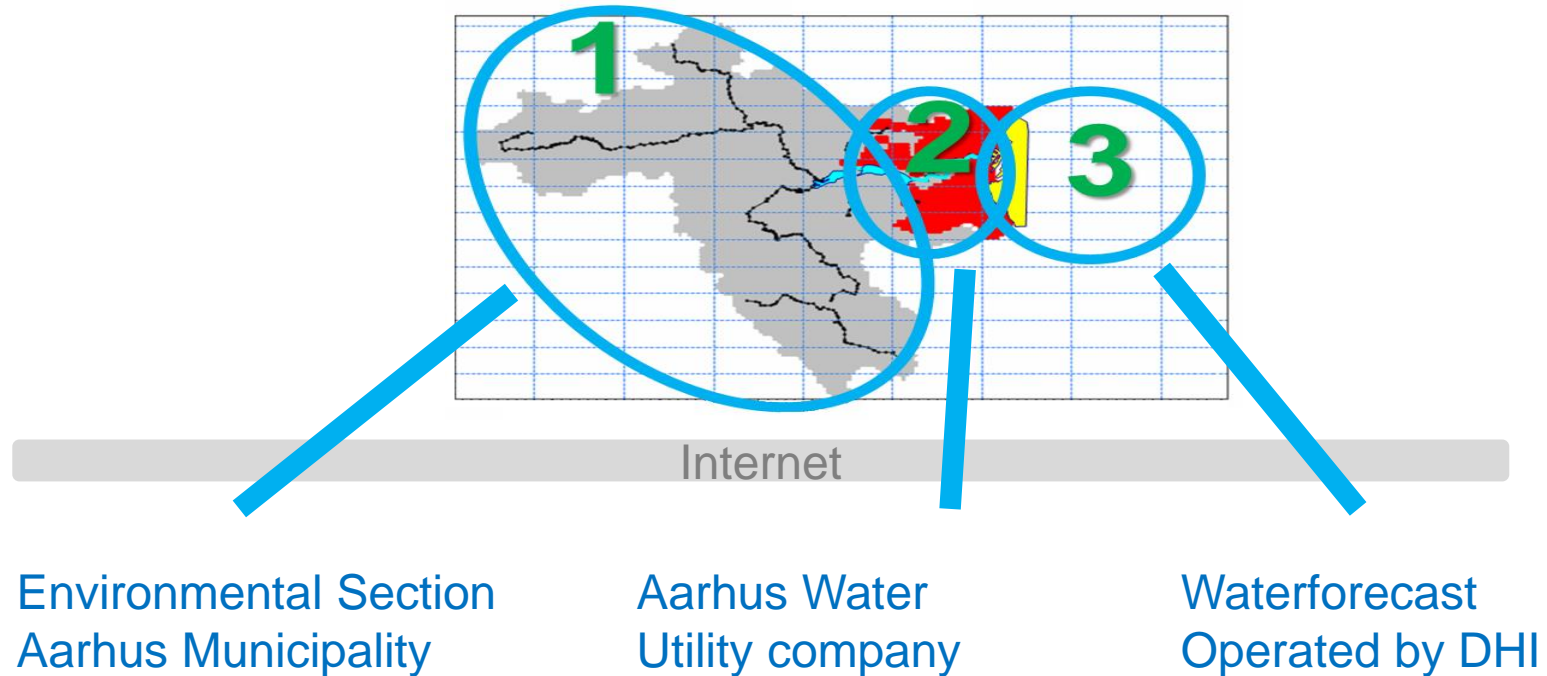 1
2
3
Internet
Environmental Section
Aarhus Municipality
Aarhus Water
Utility company
Waterforecast
Operated by DHI